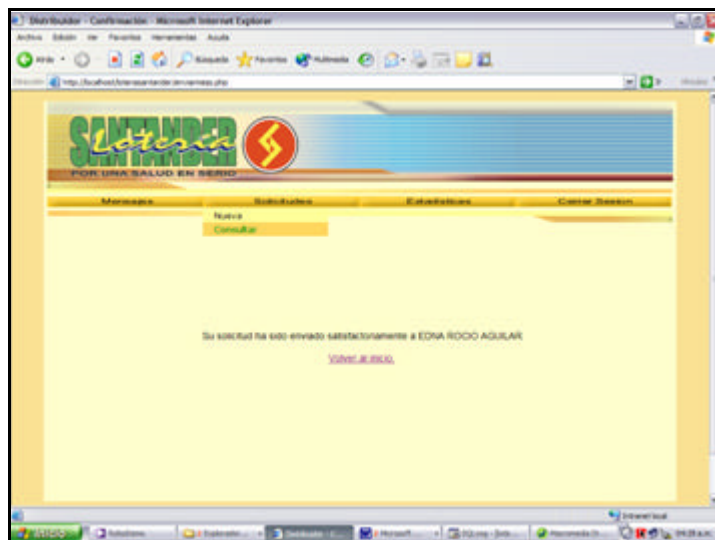 Distribuidor - Confirmación - Microsoft Internet Explorer
Archivo Edición Ver Favoritos Herramientas Ayuda
Atrás Búsqueda Favoritos Multimedia
SANTANDER
Lotería
POR UNA SALUD EN SERIO
Mensajes Solicitudes Estadísticas Cerrar Sesion
Nueva
Consultar
Su solicitud ha sido enviado satisfactoriamente a EDNA ROCIO AGUILAR
Volver al inicio.
Intranet local
Inicio